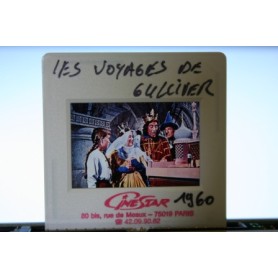 LES VOYAGES DE
GULLIVER
CINESTAR 1960
20 bis, rue de Meaux - 75019 PARIS
☎ 42.06.90.62